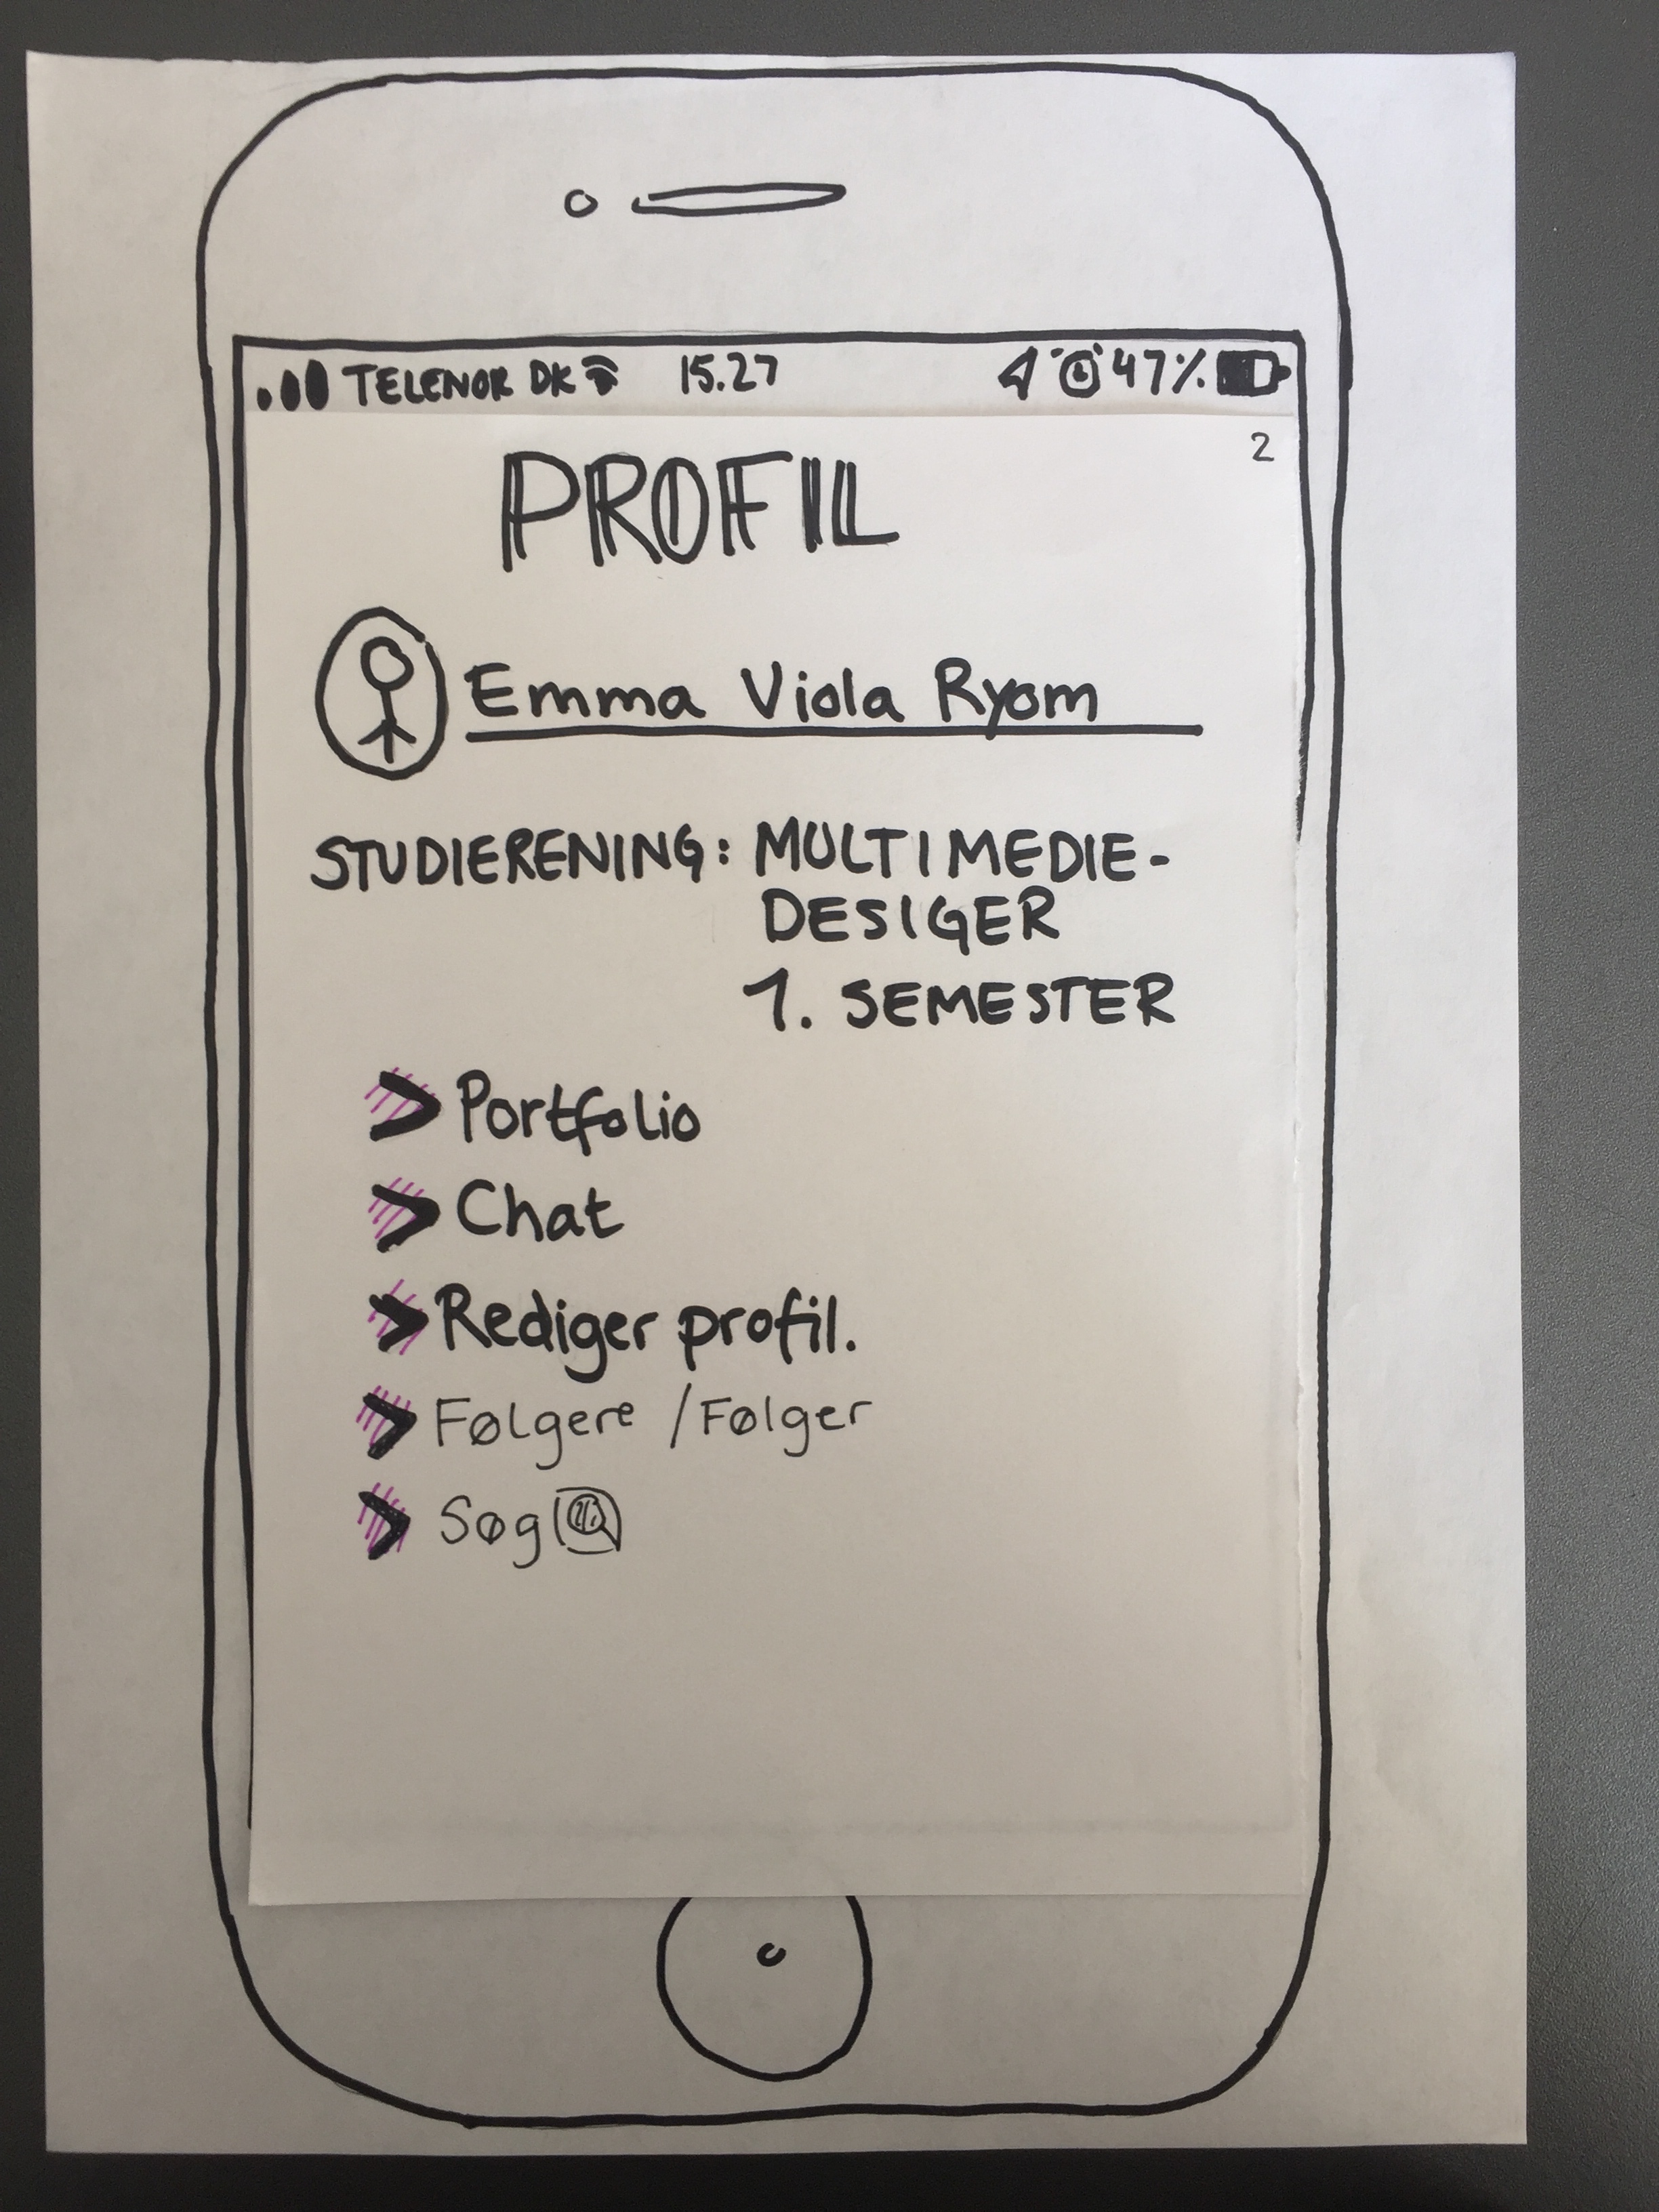 TELENOR DK 15.27 47%
2
PROFIL
Emma Viola Ryom
STUDIERENING: MULTIMEDIE-
DESIGER
1. SEMESTER
> Portfolio
> Chat
> Rediger profil.
> Følgere / Følger
> Søg